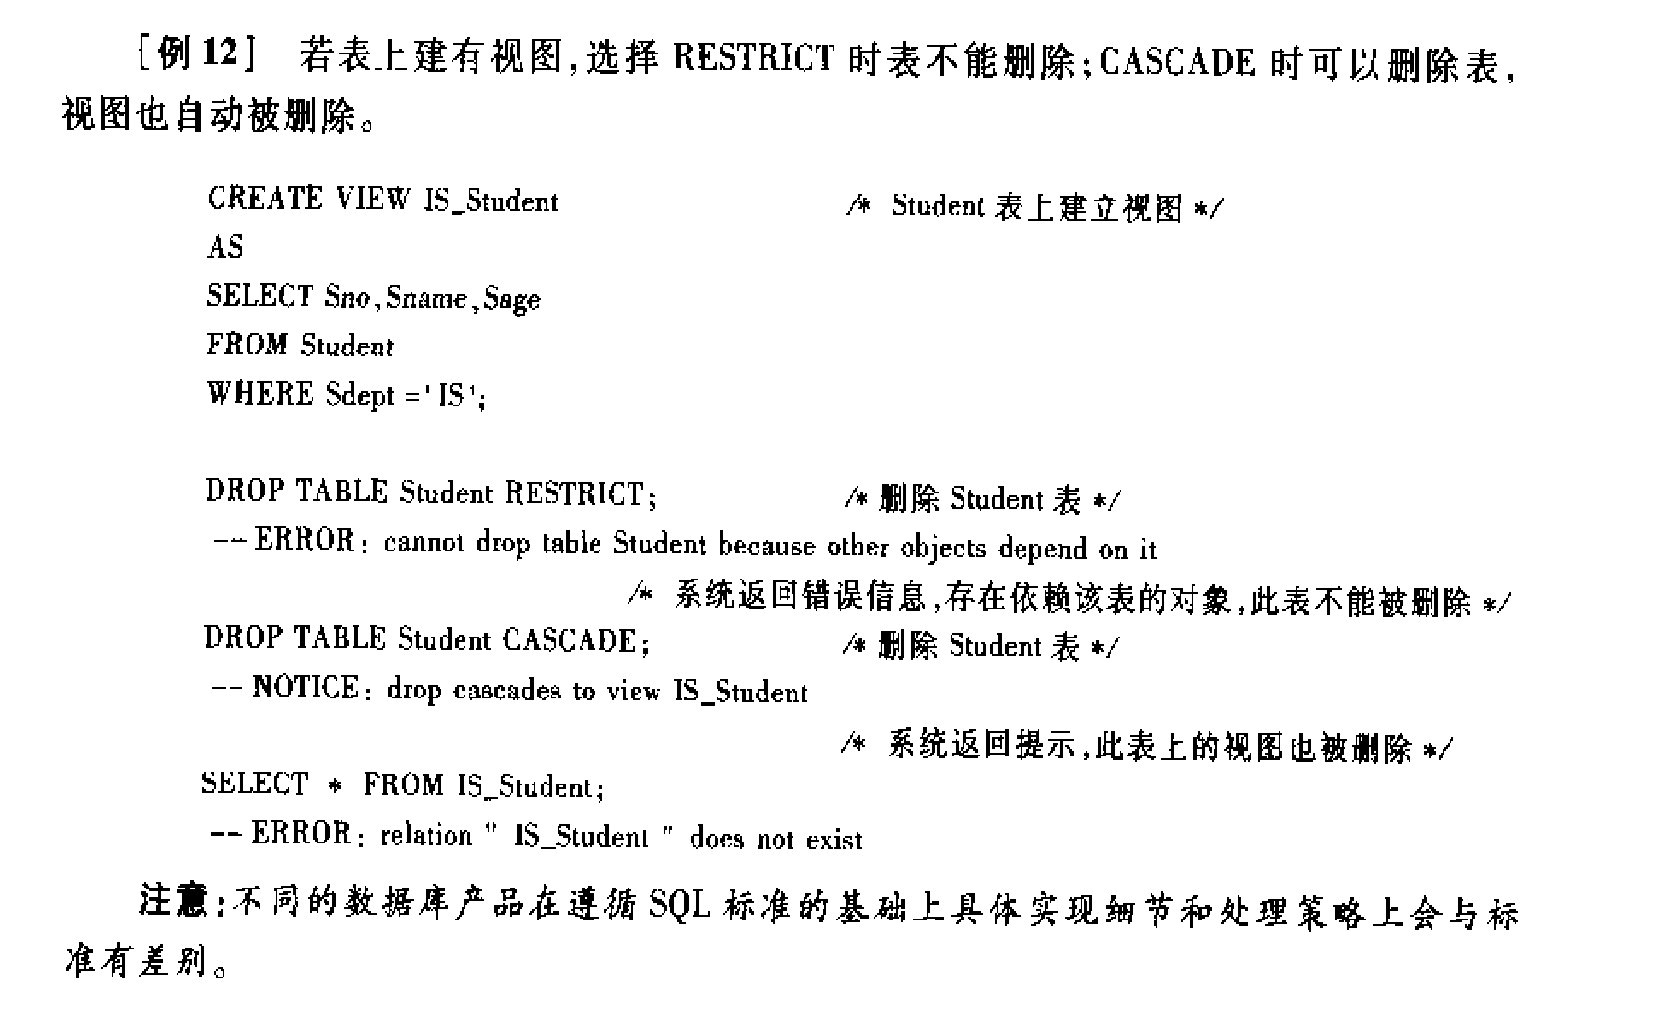 ［例 12］ 若表上建有视图,选择 RESTRICT 时表不能删除;CASCADE 时可以删除表,
视图也自动被删除。
CREATE VIEW IS_Student /* Student 表上建立视图 */
AS
SELECT Sno,Sname,Sage
FROM Student
WHERE Sdept ='IS';
DROP TABLE Student RESTRICT; /* 删除 Student 表 */
-- ERROR: cannot drop table Student because other objects depend on it
/* 系统返回错误信息,存在依赖该表的对象,此表不能被删除 */
DROP TABLE Student CASCADE; /* 删除 Student 表 */
-- NOTICE: drop cascades to view IS_Student
/* 系统返回提示,此表上的视图也被删除 */
SELECT * FROM IS_Student;
-- ERROR: relation " IS_Student " does not exist
注意:不同的数据库产品在遵循 SQL 标准的基础上具体实现细节和处理策略上会与标
准有差别。